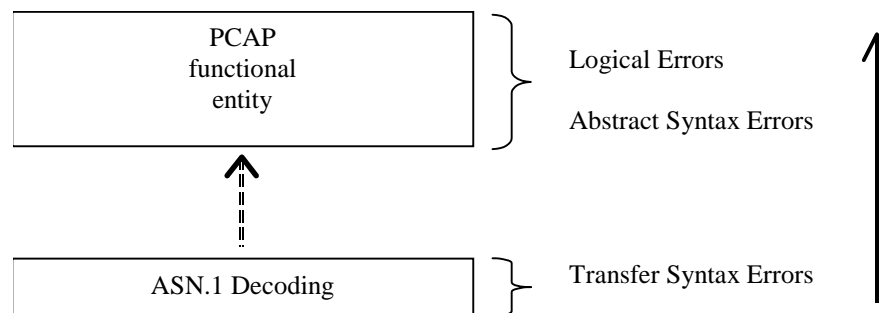 PCAP
functional
entity
Logical Errors
Abstract Syntax Errors
ASN.1 Decoding
Transfer Syntax Errors